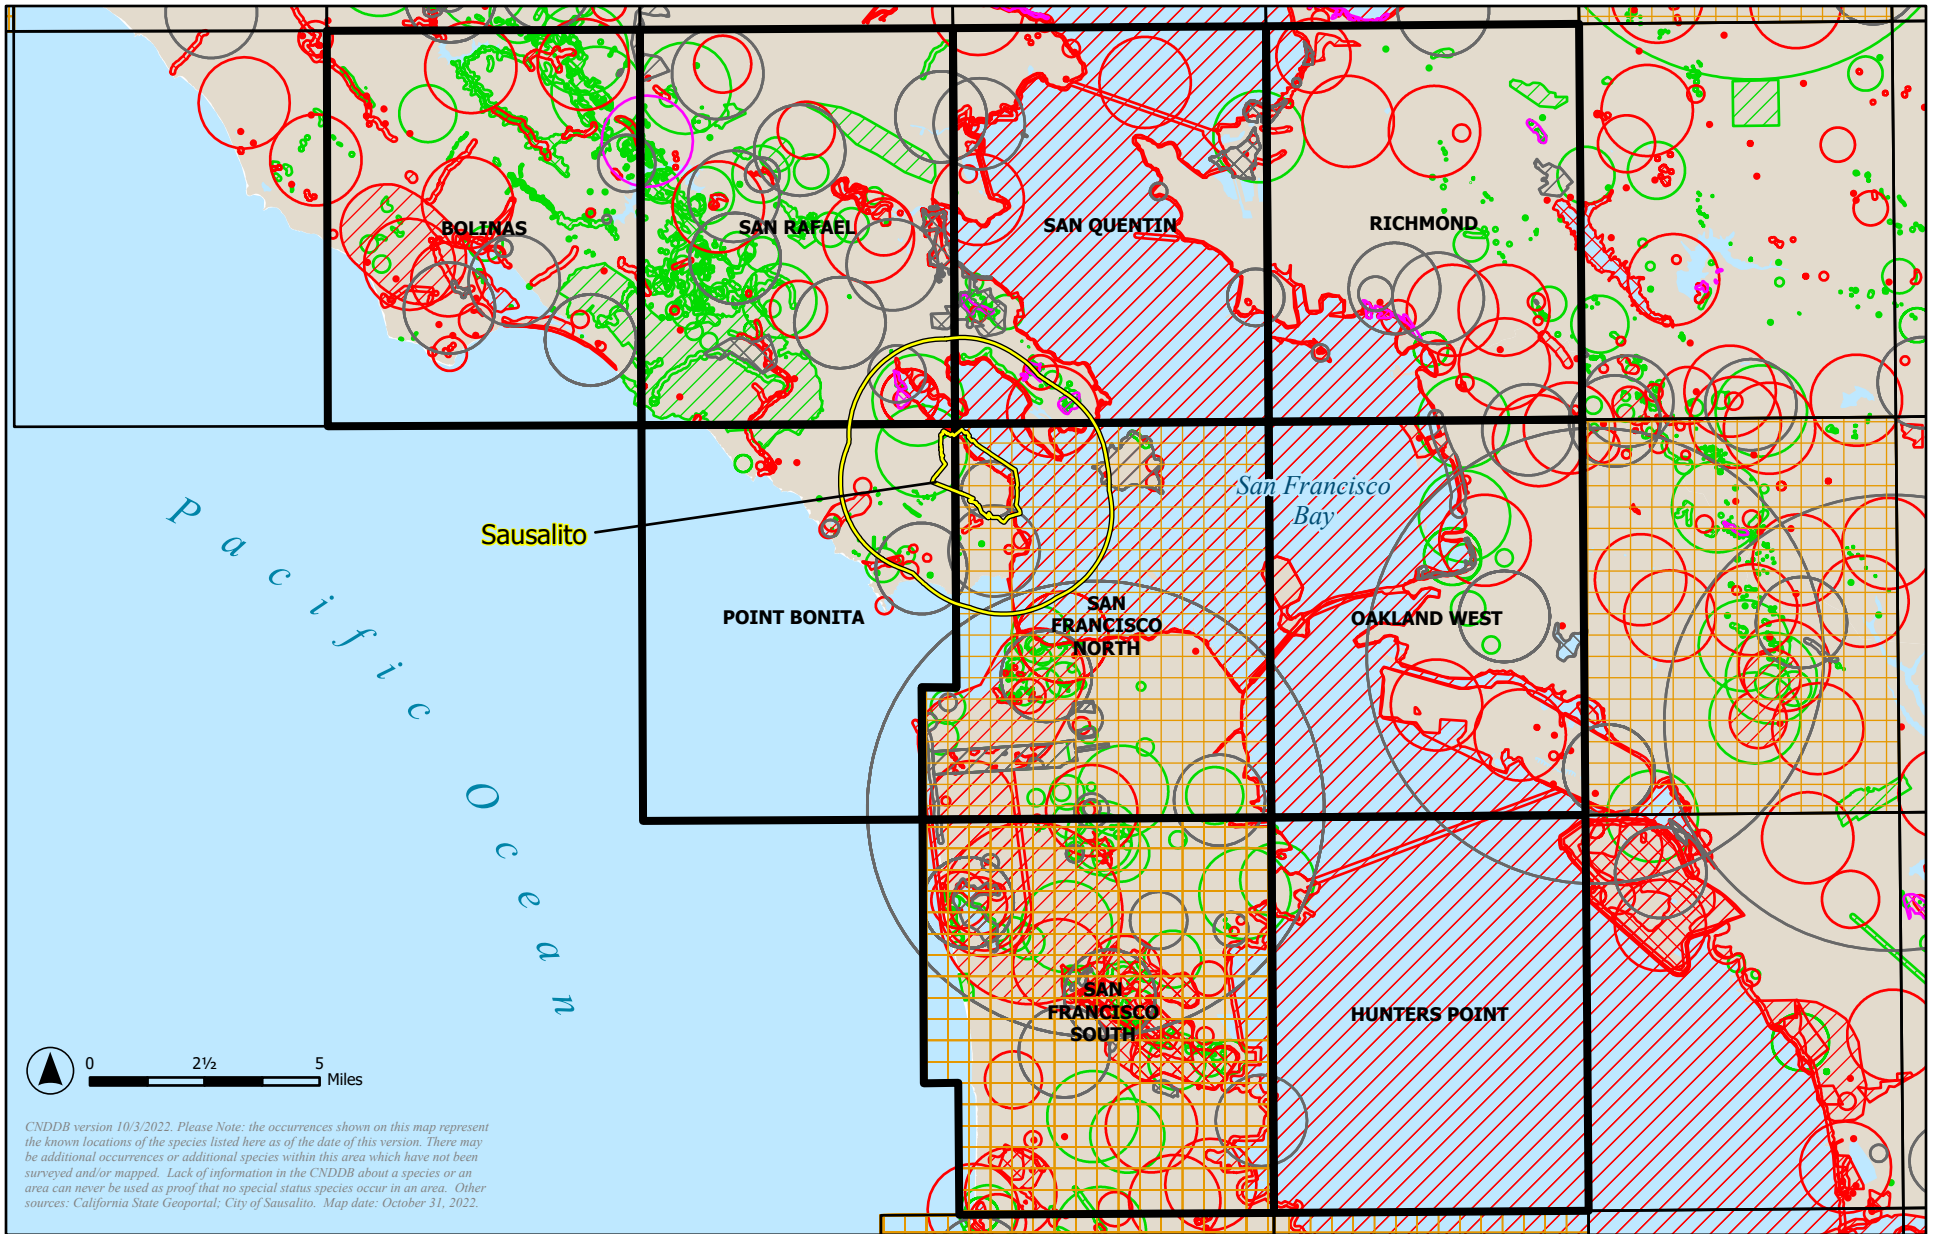 BOLINAS
SAN RAFAEL
SAN QUENTIN
RICHMOND
San Francisco
Bay
Sausalito
Pacific Ocean
POINT BONITA
SAN
FRANCISCO
NORTH
OAKLAND WEST
SAN
FRANCISCO
SOUTH
HUNTERS POINT
0 2½ 5
Miles
CNDDB version 10/3/2022. Please Note: the occurrences shown on this map represent
the known locations of the species listed here as of the date of this version. There may
be additional occurrences or additional species within this area which have not been
surveyed and/or mapped. Lack of information in the CNDDB about a species or an
area can never be used as proof that no special status species occur in an area. Other
sources: California State Geoportal; City of Sausalito. Map date: October 31, 2022.